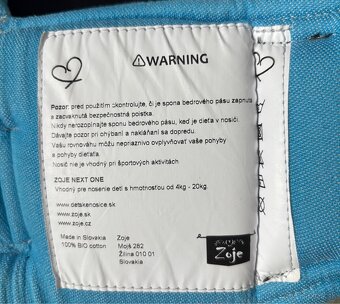 ⚠WARNING
Pozor: pred použitím skontrolujte, či je spona bedrového pásu zapnutá
a zacvaknutá bezpečnostná poistka.
Nikdy nerozopínajte sponu bedrového pásu, keď je dieťa v nosiči
Dávajte pozor pri ohýbaní a nakláňaní sa dopredu.
Vašu rovnováhu môžu nepriaznivo ovplyvňovať vaše pohyby
a pohyby dieťaťa.
Nosič nie je vhodný pri športových aktivitách
ZOJE NEXT ONE
Vhodný pre nosenie detí s hmotnosťou od 4kg - 20kg.
www.detskenosice.sk
www.zoje.sk
www.zoje.cz
Made in Slovakia
100% BIO cotton
Zoje
Mojš 282
Žilina 010 01
Slovakia
Zoje